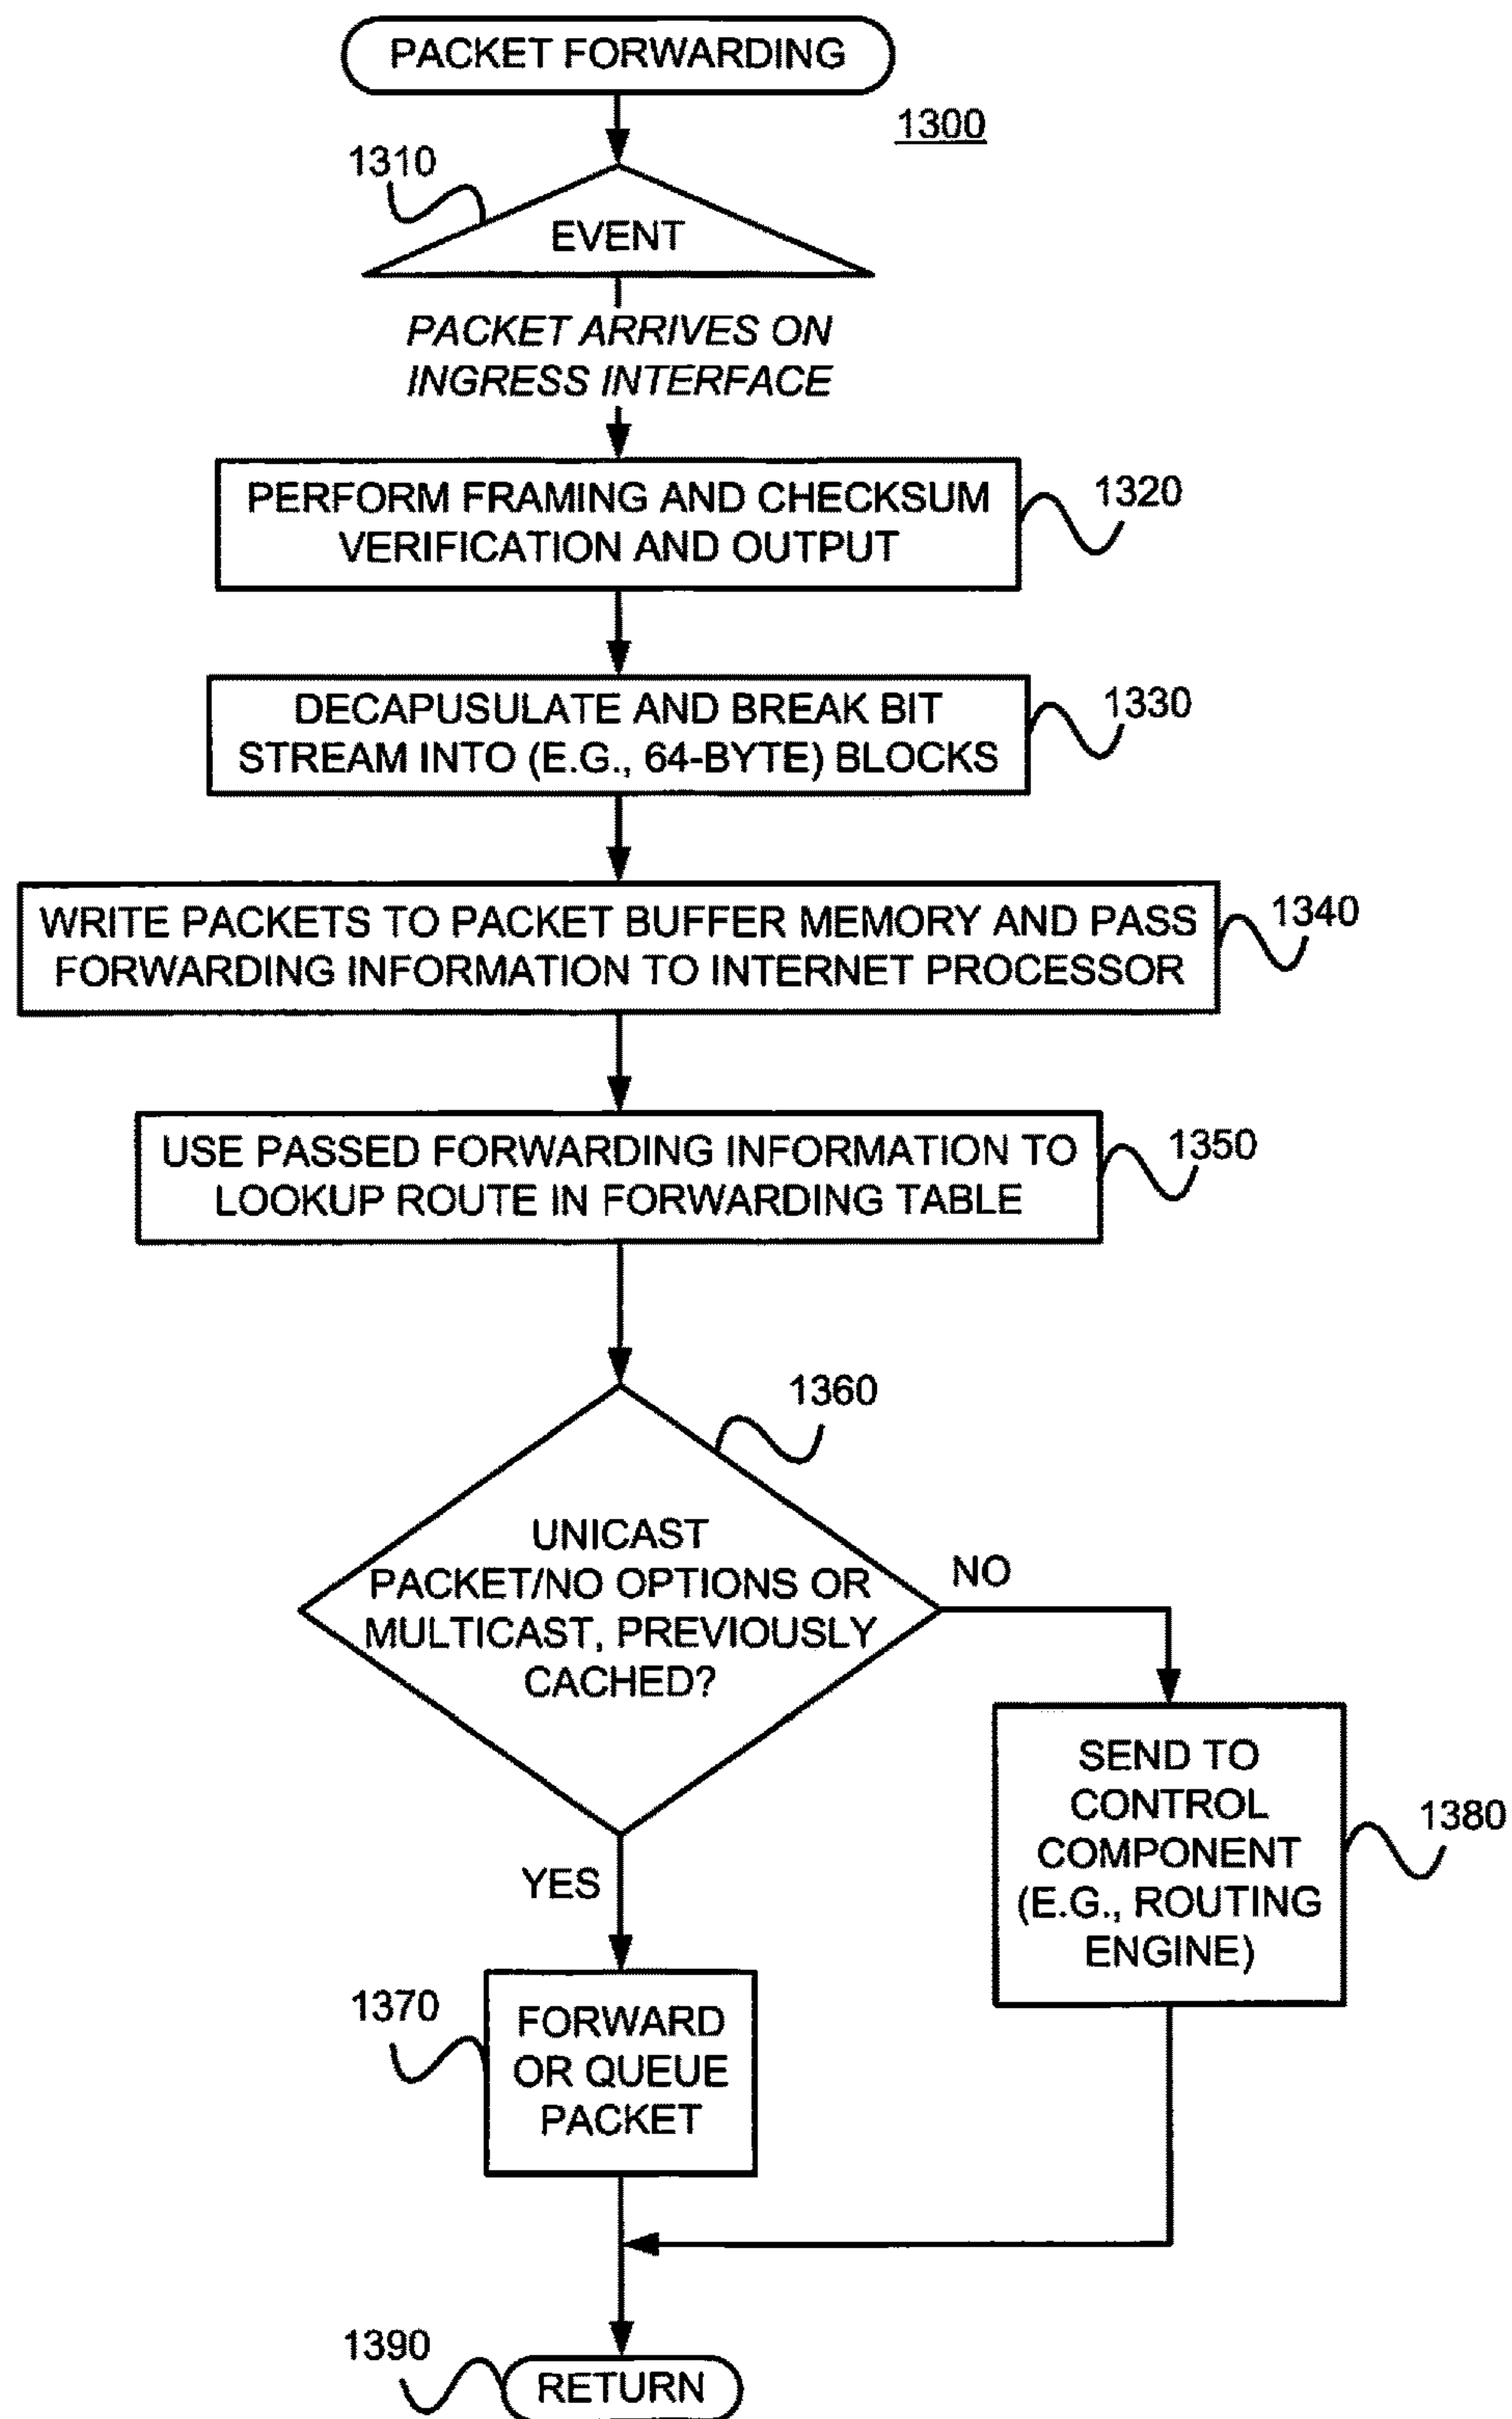 PACKET FORWARDING
1300
1310
EVENT
PACKET ARRIVES ON
INGRESS INTERFACE
PERFORM FRAMING AND CHECKSUM
VERIFICATION AND OUTPUT
1320
DECAPUSULATE AND BREAK BIT
STREAM INTO (E.G., 64-BYTE) BLOCKS
1330
WRITE PACKETS TO PACKET BUFFER MEMORY AND PASS
FORWARDING INFORMATION TO INTERNET PROCESSOR
1340
USE PASSED FORWARDING INFORMATION TO
LOOKUP ROUTE IN FORWARDING TABLE
1350
1360
UNICAST
PACKET/NO OPTIONS OR
MULTICAST, PREVIOUSLY
CACHED?
NO
YES
SEND TO
CONTROL
COMPONENT
(E.G., ROUTING
ENGINE)
1380
1370
FORWARD
OR QUEUE
PACKET
1390
RETURN